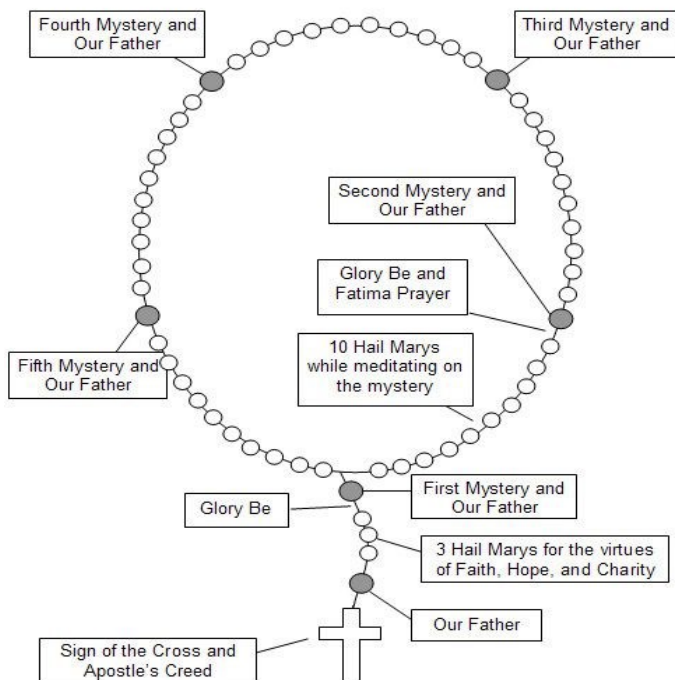 Fourth Mystery and
Our Father
Third Mystery and
Our Father
Second Mystery and
Our Father
Glory Be and
Fatima Prayer
10 Hail Marys
while meditating on
the mystery
Fifth Mystery and
Our Father
Glory Be
First Mystery and
Our Father
3 Hail Marys for the virtues
of Faith, Hope, and Charity
Our Father
Sign of the Cross and
Apostle's Creed